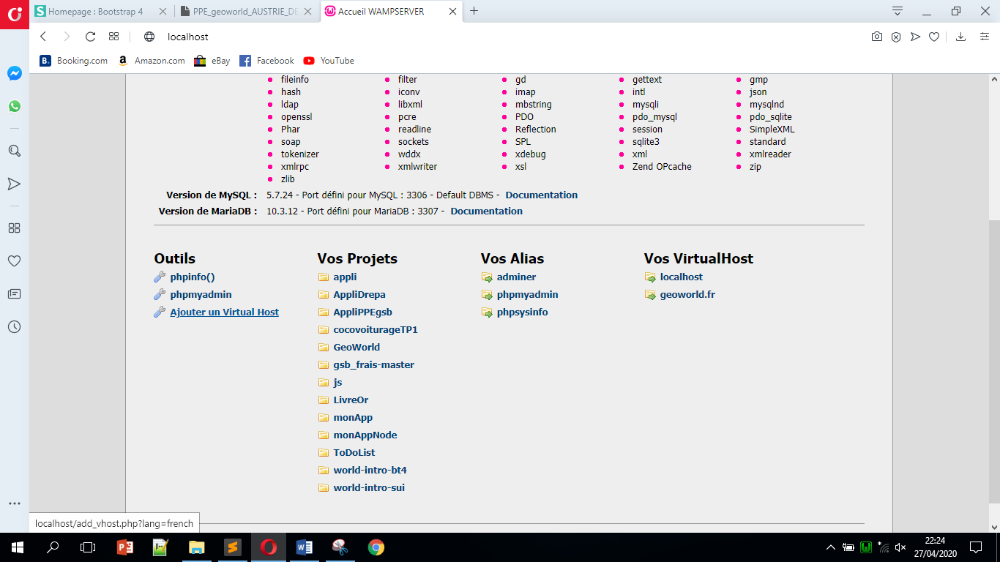 Homepage : Bootstrap 4
PPE_geoworld_AUSTRIE_DE
Accueil WAMPSERVER
localhost
Booking.com Amazon.com eBay Facebook YouTube
fileinfo filter gd gettext gmp
hash iconv imap intl json
ldap libxml mbstring mysqli mysqlnd
openssl pcre PDO pdo_mysql pdo_sqlite
Phar readline Reflection session SimpleXML
soap sockets SPL sqlite3 standard
tokenizer wddx xdebug xml xmlreader
xmlrpc xmlwriter xsl Zend OPcache zip
zlib
Version de MySQL : 5.7.24 - Port défini pour MySQL : 3306 - Default DBMS - Documentation
Version de MariaDB : 10.3.12 - Port défini pour MariaDB : 3307 - Documentation
Outils
phpinfo()
phpmyadmin
Ajouter un Virtual Host
Vos Projets
appli
AppliDrepa
AppliPPEgsb
cocovoiturageTP1
GeoWorld
gsb_frais-master
js
LivreOr
monApp
monAppNode
ToDoList
world-intro-bt4
world-intro-sui
Vos Alias
adminer
phpmyadmin
phpsysinfo
Vos VirtualHost
localhost
geoworld.fr
localhost/add_vhost.php?lang=french
22:24
27/04/2020